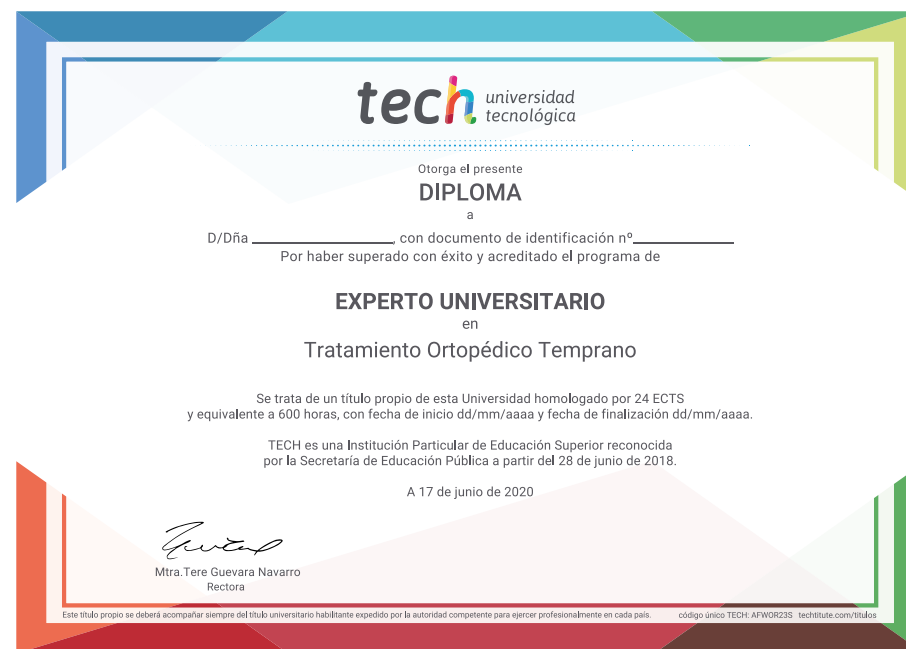 tech universidad
tecnológica
Otorga el presente
DIPLOMA
a
D/Dña ____________, con documento de identificación nº____________
Por haber superado con éxito y acreditado el programa de
EXPERTO UNIVERSITARIO
en
Tratamiento Ortopédico Temprano
Se trata de un título propio de esta Universidad homologado por 24 ECTS
y equivalente a 600 horas, con fecha de inicio dd/mm/aaaa y fecha de finalización dd/mm/aaaa.
TECH es una Institución Particular de Educación Superior reconocida
por la Secretaría de Educación Pública a partir del 28 de junio de 2018.
A 17 de junio de 2020
Mtra.Tere Guevara Navarro
Rectora
Este título propio se deberá acompañar siempre del título universitario habilitante expedido por la autoridad competente para ejercer profesionalmente en cada país. código único TECH: AFWOR23S techtitute.com/titulos